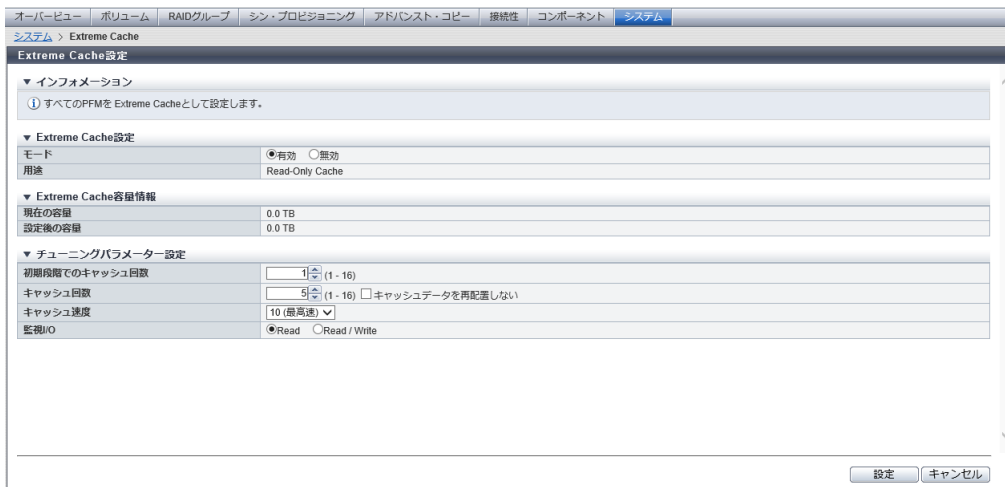 オーバービュー ボリューム RAIDグループ シン・プロビジョニング アドバンスト・コピー 接続性 コンポーネント システム
システム > Extreme Cache
Extreme Cache設定
▼ インフォメーション
すべてのPFMを Extreme Cacheとして設定します。
▼ Extreme Cache設定
モード 有効 無効
用途 Read-Only Cache
▼ Extreme Cache容量情報
現在の容量 0.0 TB
設定後の容量 0.0 TB
▼ チューニングパラメーター設定
初期段階でのキャッシュ回数 1 (1 - 16)
キャッシュ回数 5 (1 - 16) キャッシュデータを再配置しない
キャッシュ速度 10 (最高速)
監視I/O Read Read / Write
設定 キャンセル